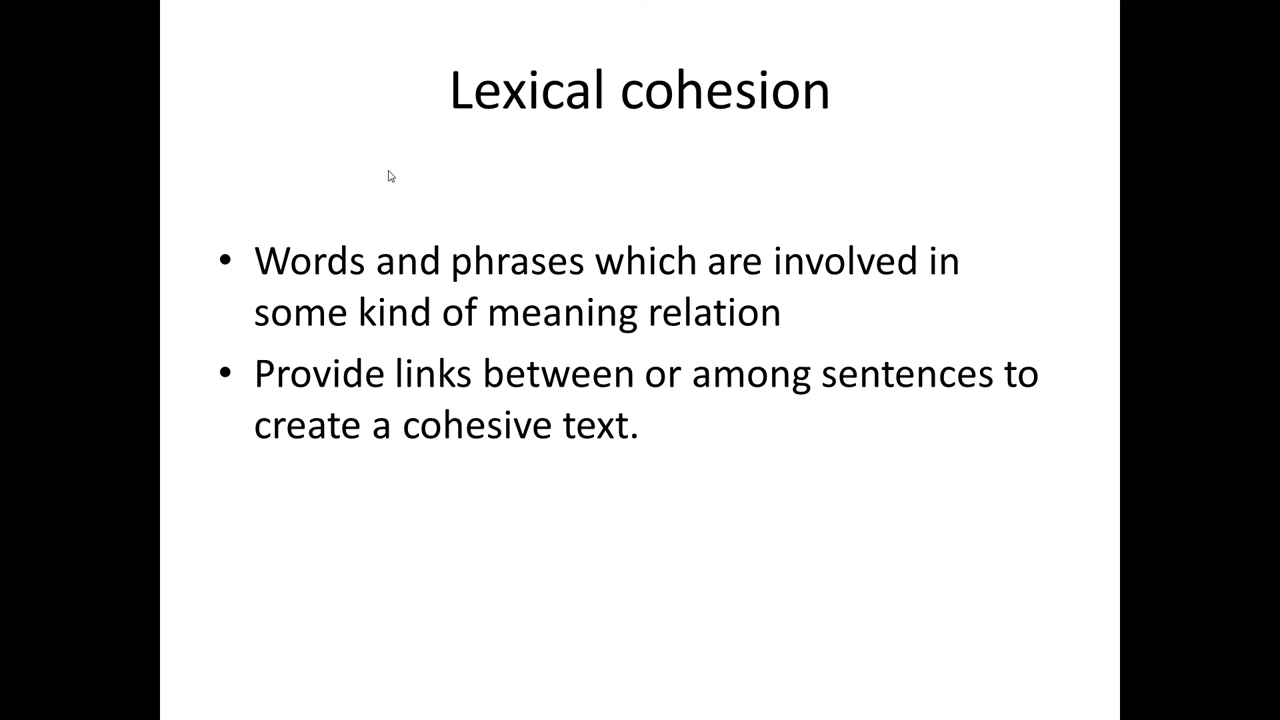 Lexical cohesion
• Words and phrases which are involved in
some kind of meaning relation
• Provide links between or among sentences to
create a cohesive text.